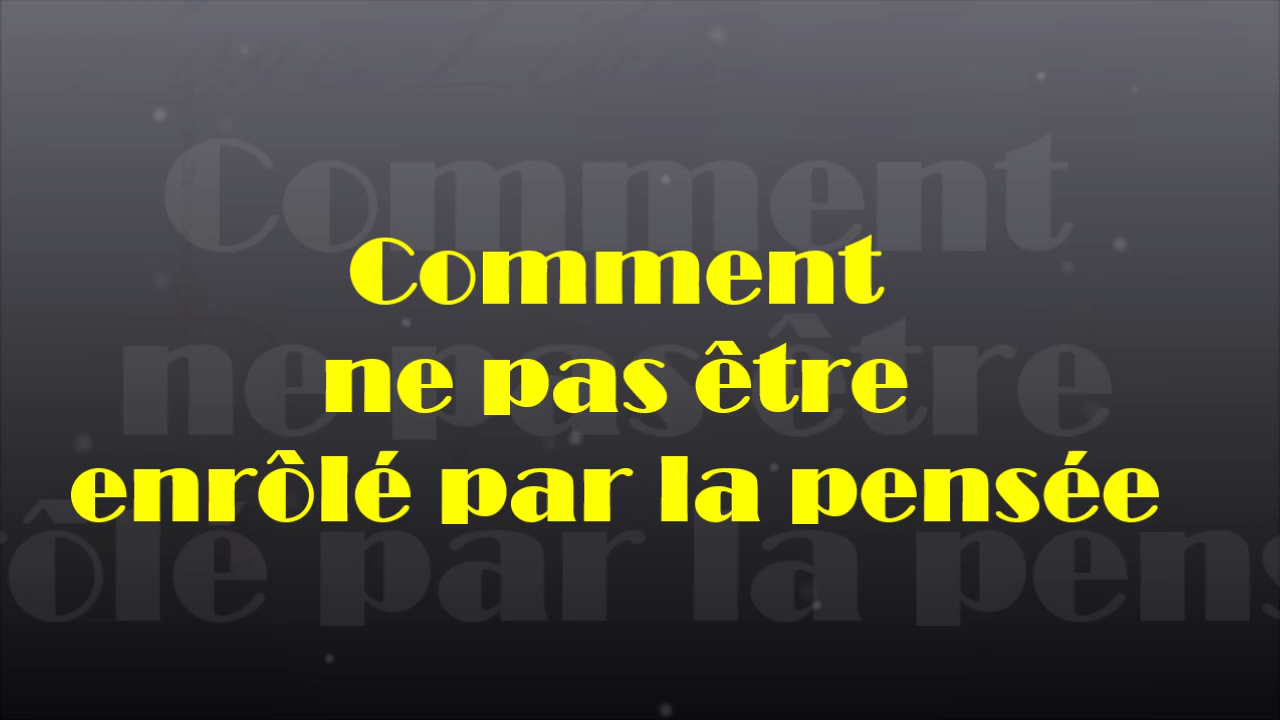 Comment
ne pas être
enrôlé par la pensée